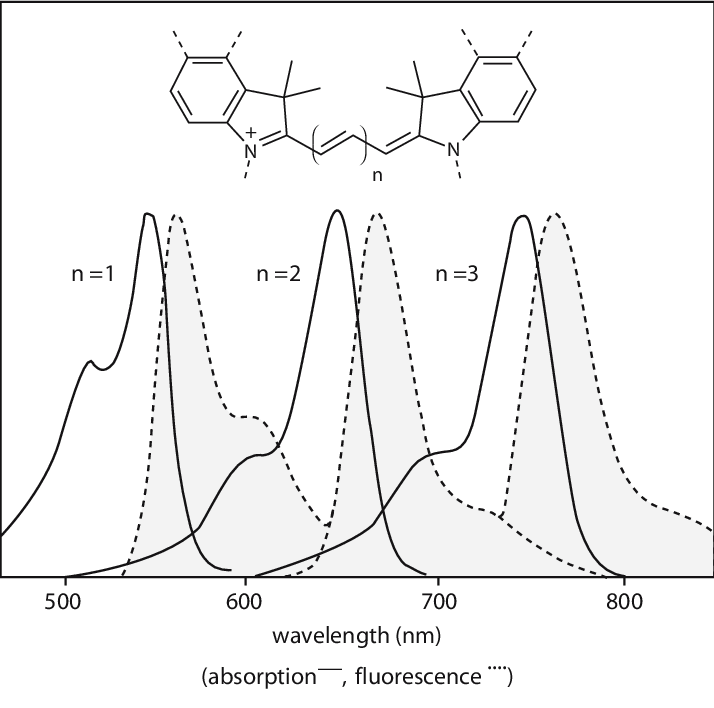 +
N
N
n
n =1
n =2
n =3
500
600
700
800
wavelength (nm)
(absorption—, fluorescence ····)